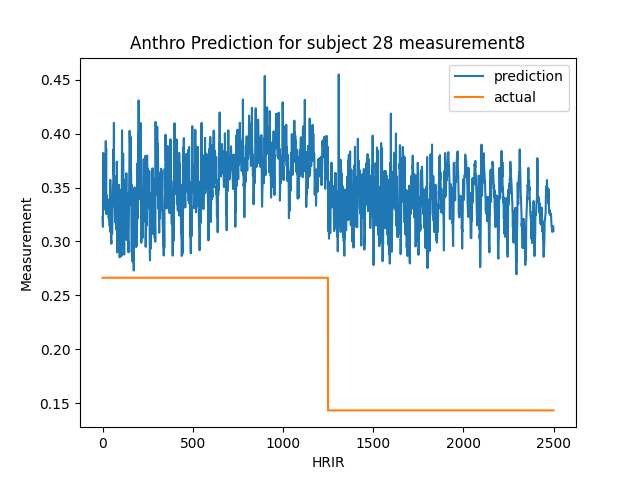 Anthro Prediction for subject 28 measurement8
prediction
actual
0.45
0.40
0.35
0.30
0.25
0.20
0.15
Measurement
0 500 1000 1500 2000 2500
HRIR